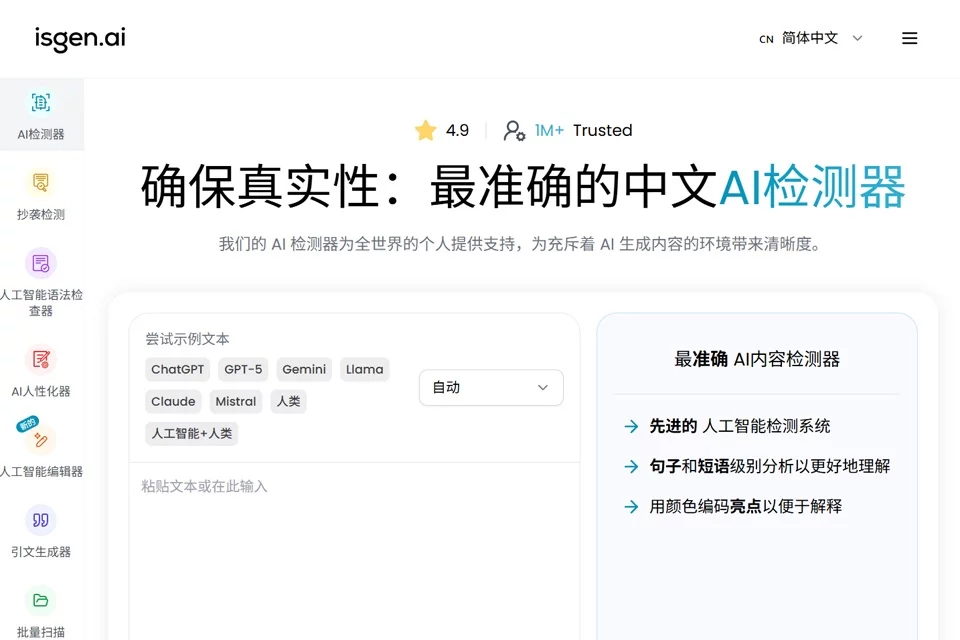 isgen.ai
CN 简体中文
AI检测器
抄袭检测
人工智能语法检
查器
AI人性化器
新的
人工智能编辑器
引文生成器
批量扫描
4.9
1M+ Trusted
确保真实性：最准确的中文AI检测器
我们的 AI 检测器为全世界的个人提供支持，为充斥着 AI 生成内容的环境带来清晰度。
尝试示例文本
ChatGPT GPT-5 Gemini Llama
Claude Mistral 人类
人工智能+人类
自动
粘贴文本或在此输入
最准确 AI内容检测器
先进的 人工智能检测系统
句子和短语级别分析以更好地理解
用颜色编码亮点以便于解释